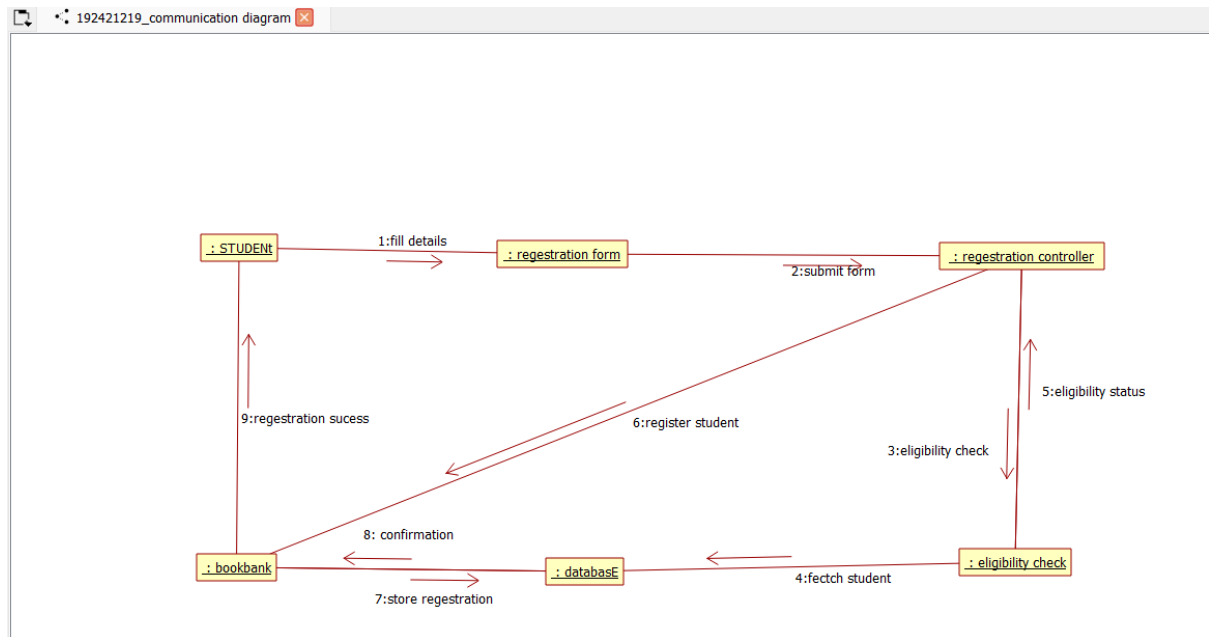 192421219_communication diagram
: STUDENt
1:fill details
: regestration form
2:submit form
: regestration controller
9:regestration sucess
6:register student
5:eligibility status
3:eligibility check
8: confirmation
: bookbank
7:store regestration
: databasE
4:fectch student
: eligibility check